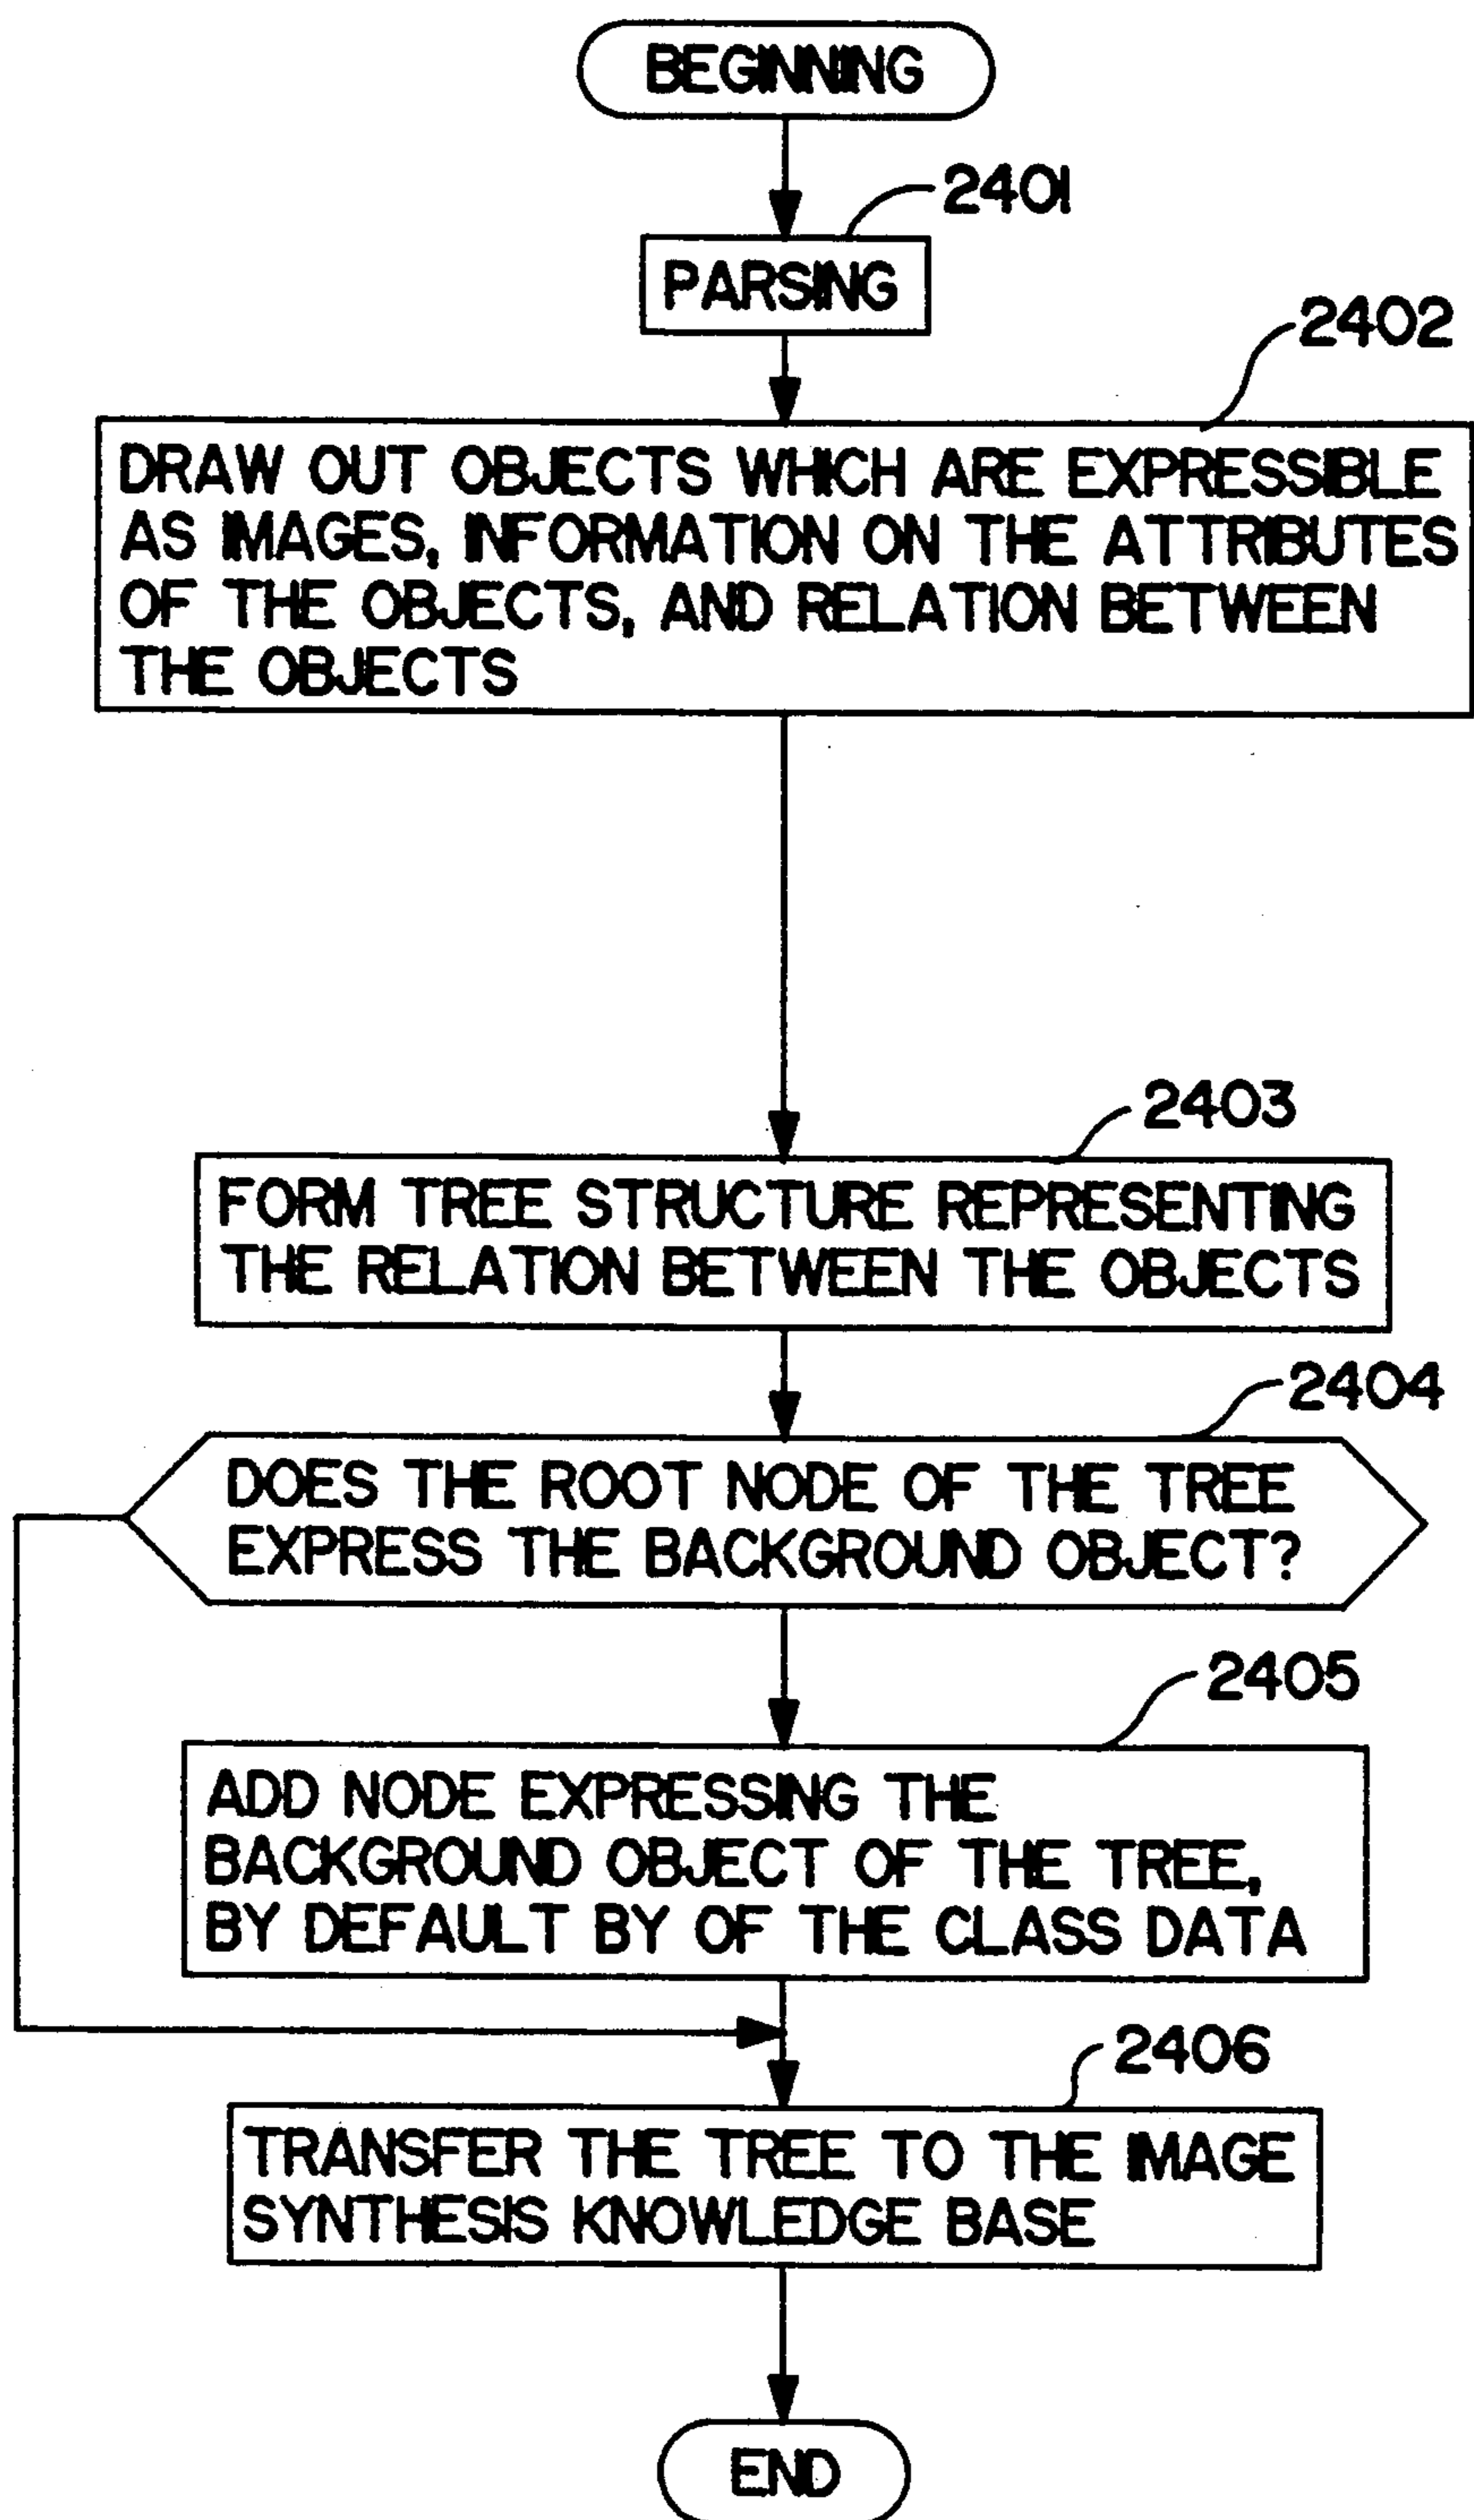 BEGINNING
2401
PARSING
2402
DRAW OUT OBJECTS WHICH ARE EXPRESSIBLE
AS IMAGES, INFORMATION ON THE ATTRIBUTES
OF THE OBJECTS, AND RELATION BETWEEN
THE OBJECTS
2403
FORM TREE STRUCTURE REPRESENTING
THE RELATION BETWEEN THE OBJECTS
2404
DOES THE ROOT NODE OF THE TREE
EXPRESS THE BACKGROUND OBJECT?
2405
ADD NODE EXPRESSING THE
BACKGROUND OBJECT OF THE TREE,
BY DEFAULT BY OF THE CLASS DATA
2406
TRANSFER THE TREE TO THE IMAGE
SYNTHESIS KNOWLEDGE BASE
END